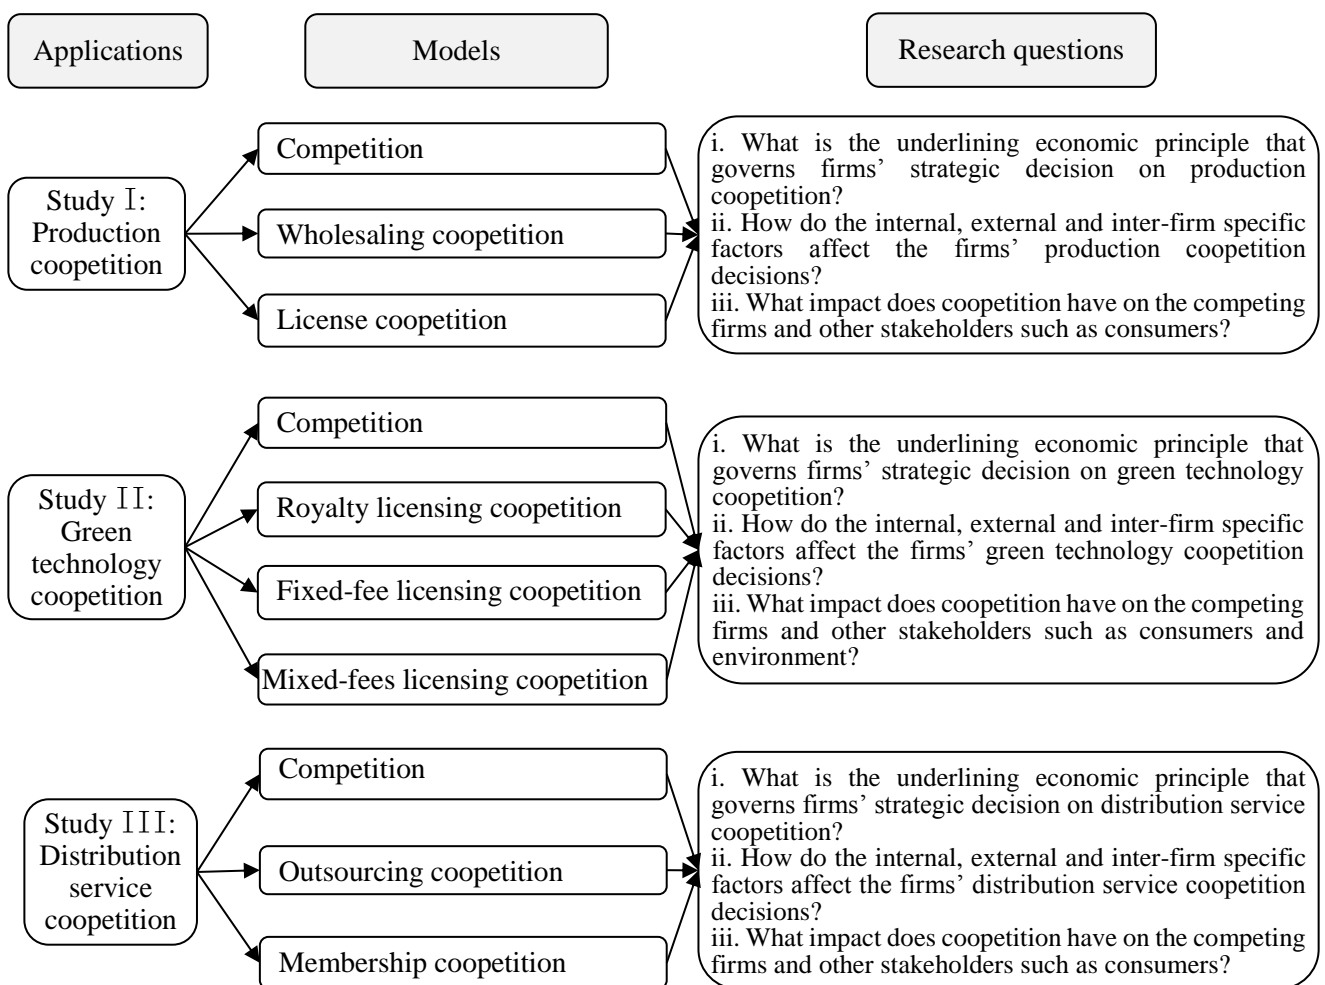 Applications
Models
Research questions
Study I:
Production
coopetition
Competition
Wholesaling coopetition
License coopetition
i. What is the underlining economic principle that
governs firms’ strategic decision on production
coopetition?
ii. How do the internal, external and inter-firm specific
factors affect the firms’ production coopetition
decisions?
iii. What impact does coopetition have on the competing
firms and other stakeholders such as consumers?
Study II:
Green
technology
coopetition
Competition
Royalty licensing coopetition
Fixed-fee licensing coopetition
Mixed-fees licensing coopetition
i. What is the underlining economic principle that
governs firms’ strategic decision on green technology
coopetition?
ii. How do the internal, external and inter-firm specific
factors affect the firms’ green technology coopetition
decisions?
iii. What impact does coopetition have on the competing
firms and other stakeholders such as consumers and
environment?
Study III:
Distribution
service
coopetition
Competition
Outsourcing coopetition
Membership coopetition
i. What is the underlining economic principle that
governs firms’ strategic decision on distribution service
coopetition?
ii. How do the internal, external and inter-firm specific
factors affect the firms’ distribution service coopetition
decisions?
iii. What impact does coopetition have on the competing
firms and other stakeholders such as consumers?